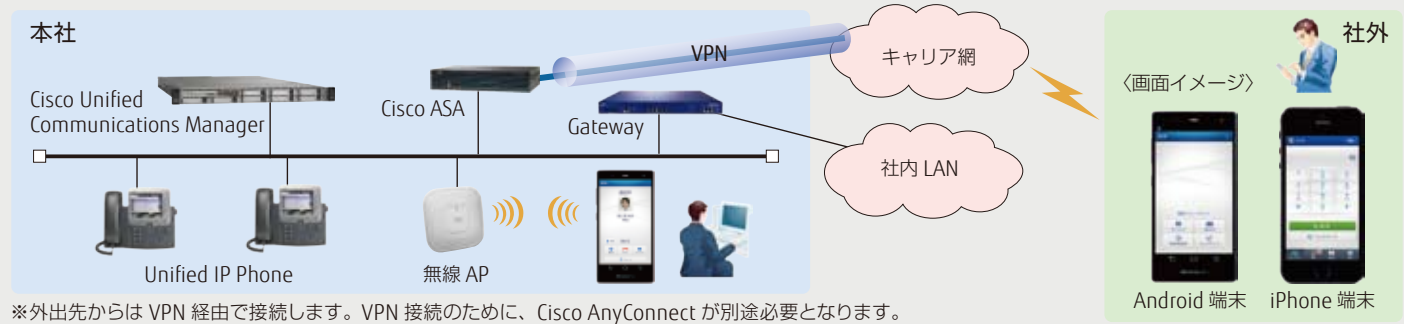 本社
社外
VPN
キャリア網
〈画面イメージ〉
Cisco Unified
Communications Manager
Cisco ASA
Gateway
社内 LAN
Unified IP Phone
無線 AP
Android 端末
iPhone 端末
※外出先からは VPN 経由で接続します。VPN 接続のために、Cisco AnyConnect が別途必要となります。